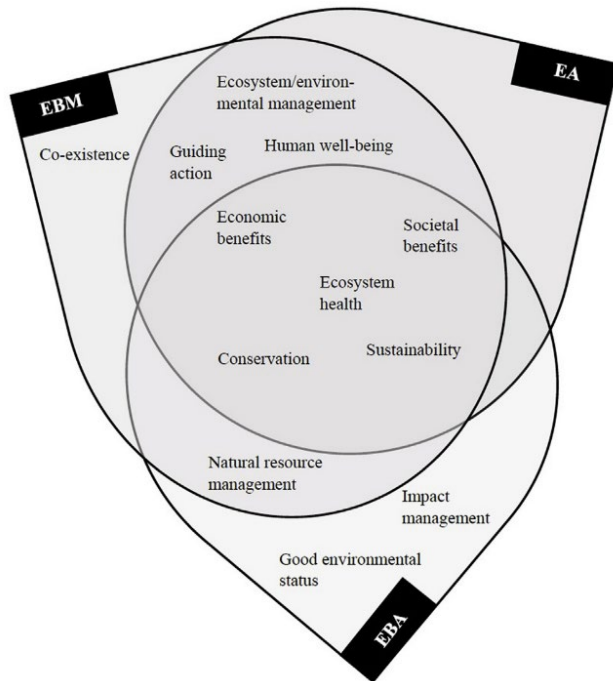 EBM
EA
Ecosystem/environ-
mental management
Co-existence
Guiding
action
Human well-being
Economic
benefits
Societal
benefits
Ecosystem
health
Conservation
Sustainability
Natural resource
management
Impact
management
Good environmental
status
EBA